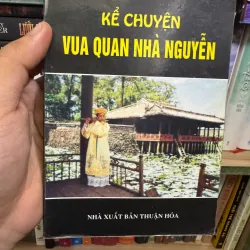 KỂ CHUYỆN
VUA QUAN NHÀ NGUYỄN
NHÀ XUẤT BẢN THUẬN HÓA